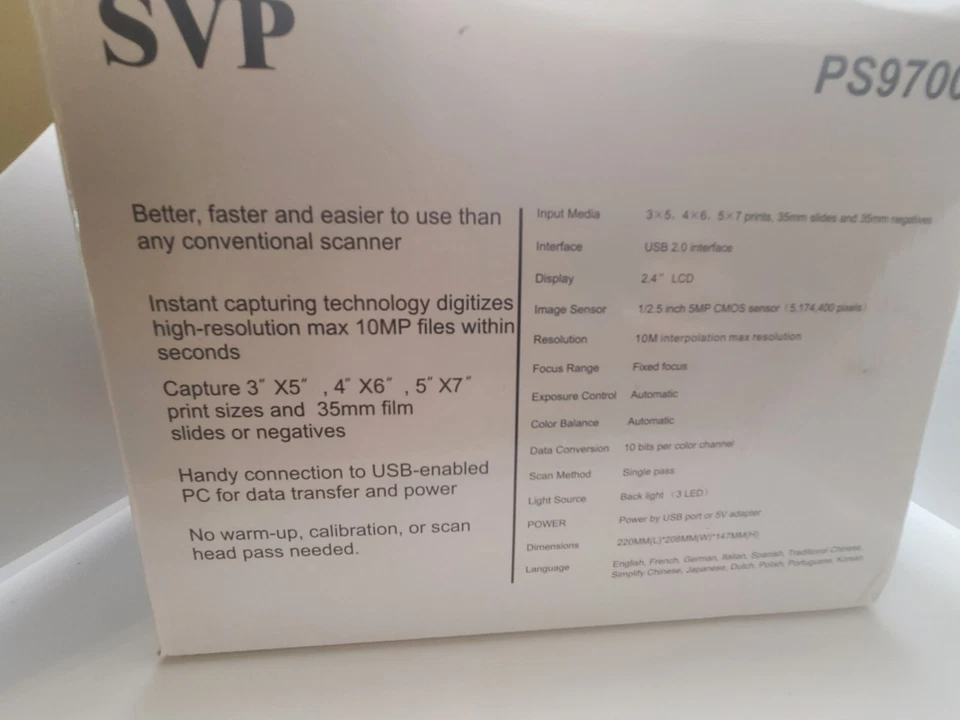 SVP
PS9700
Better, faster and easier to use than
any conventional scanner
Instant capturing technology digitizes
high-resolution max 10MP files within
seconds
Capture 3" X5" , 4" X6" , 5" X7"
print sizes and 35mm film
slides or negatives
Handy connection to USB-enabled
PC for data transfer and power
No warm-up, calibration, or scan
head pass needed.
Input Media 3×5, 4×6, 5×7 prints, 35mm slides and 35mm negatives
Interface USB 2.0 interface
Display 2.4" LCD
Image Sensor 1/2.5 inch 5MP CMOS sensor (5,174,400 pixels)
Resolution 10M interpolation max resolution
Focus Range Fixed focus
Exposure Control Automatic
Color Balance Automatic
Data Conversion 10 bits per color channel
Scan Method Single pass
Light Source Back light (3 LED)
POWER Power by USB port or 5V adapter
Dimensions 220MM(L)*208MM(W)*147MM(H)
Language English, French, German, Italian, Spanish, Traditional Chinese,
Simplify Chinese, Japanese, Dutch, Polish, Portuguese, Korean